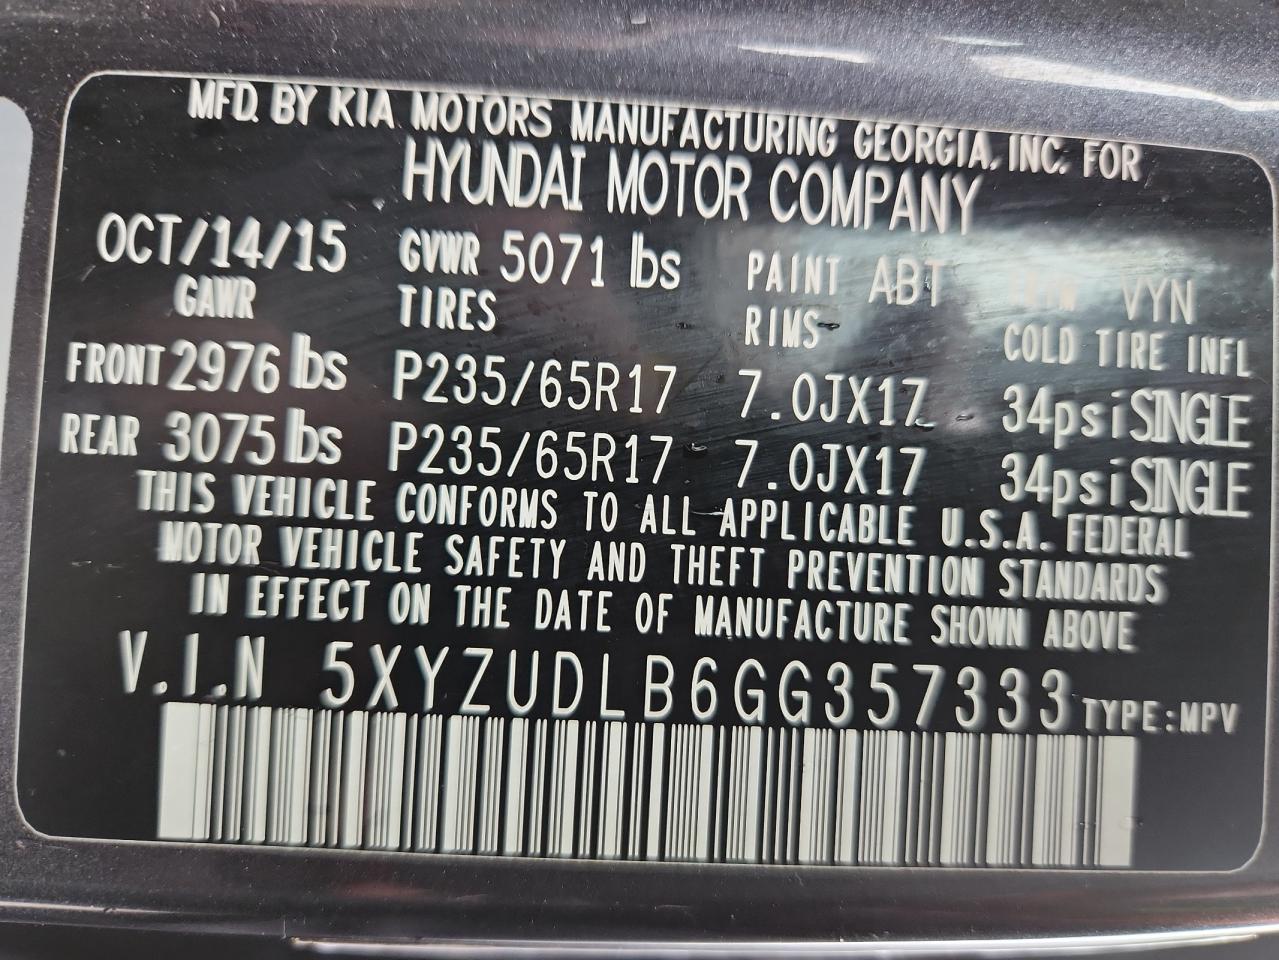 MFD. BY KIA MOTORS MANUFACTURING GEORGIA, INC. FOR
HYUNDAI MOTOR COMPANY
OCT/14/15 GVWR 5071 lbs PAINT ABT TRIM VYN
GAWR TIRES RIMS COLD TIRE INFL
FRONT 2976 lbs P235/65R17 7.0JX17 34psi SINGLE
REAR 3075 lbs P235/65R17 7.0JX17 34psi SINGLE
THIS VEHICLE CONFORMS TO ALL APPLICABLE U.S.A. FEDERAL
MOTOR VEHICLE SAFETY AND THEFT PREVENTION STANDARDS
IN EFFECT ON THE DATE OF MANUFACTURE SHOWN ABOVE
V.I.N 5XYZUDLB6GG357333 TYPE:MPV